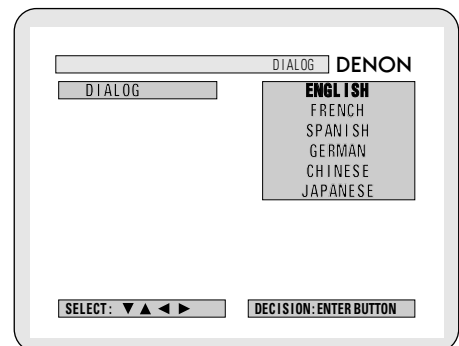 DIALOG DENON
DIALOG
ENGLISH
FRENCH
SPANISH
GERMAN
CHINESE
JAPANESE
SELECT: ▼ ▲ ◄ ► DECISION: ENTER BUTTON